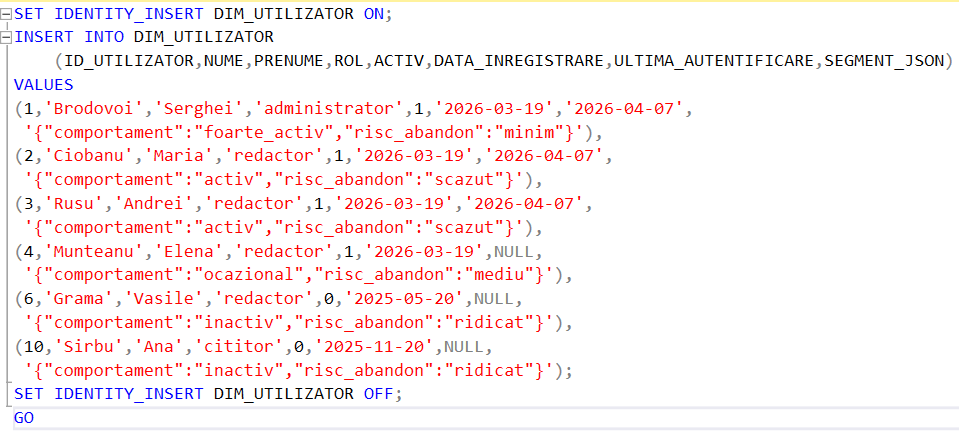 SET IDENTITY_INSERT DIM_UTILIZATOR ON;
INSERT INTO DIM_UTILIZATOR
(ID_UTILIZATOR,NUME,PRENUME,ROL,ACTIV,DATA_INREGISTRARE,ULTIMA_AUTENTIFICARE,SEGMENT_JSON)
VALUES
(1,'Brodovoi','Serghei','administrator',1,'2026-03-19','2026-04-07',
'{"comportament":"foarte_activ","risc_abandon":"minim"}'),
(2,'Ciobanu','Maria','redactor',1,'2026-03-19','2026-04-07',
'{"comportament":"activ","risc_abandon":"scazut"}'),
(3,'Rusu','Andrei','redactor',1,'2026-03-19','2026-04-07',
'{"comportament":"activ","risc_abandon":"scazut"}'),
(4,'Munteanu','Elena','redactor',1,'2026-03-19',NULL,
'{"comportament":"ocazional","risc_abandon":"mediu"}'),
(6,'Grama','Vasile','redactor',0,'2025-05-20',NULL,
'{"comportament":"inactiv","risc_abandon":"ridicat"}'),
(10,'Sirbu','Ana','cititor',0,'2025-11-20',NULL,
'{"comportament":"inactiv","risc_abandon":"ridicat"}');
SET IDENTITY_INSERT DIM_UTILIZATOR OFF;
GO